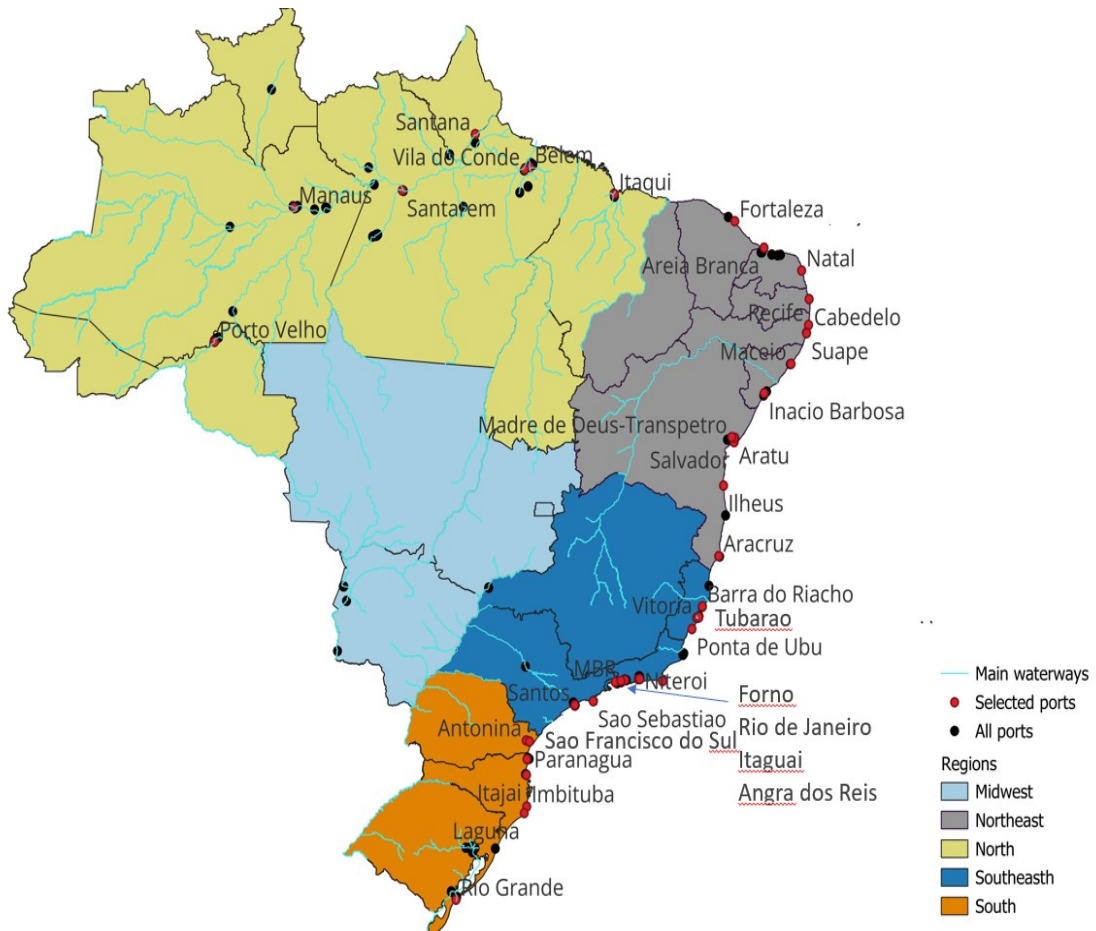 Santana
Vila do Conde
Belem
Manaus
Santarem
Itaqui
Fortaleza
Areia Branca
Natal
Recife
Cabedelo
Porto Velho
Maceio
Suape
Inacio Barbosa
Madre de Deus-Transpetro
Salvador
Aratu
Ilheus
Aracruz
Barra do Riacho
Vitoria
Tubarao
Ponta de Ubu
MBR
Niteroi
Santos
Forno
Sao Sebastiao
Rio de Janeiro
Antonina
Sao Francisco do Sul
Paranagua
Itaguai
Itajai
Imbituba
Angra dos Reis
Laguna
Rio Grande
Main waterways
Selected ports
All ports
Regions
Midwest
Northeast
North
Southeasth
South